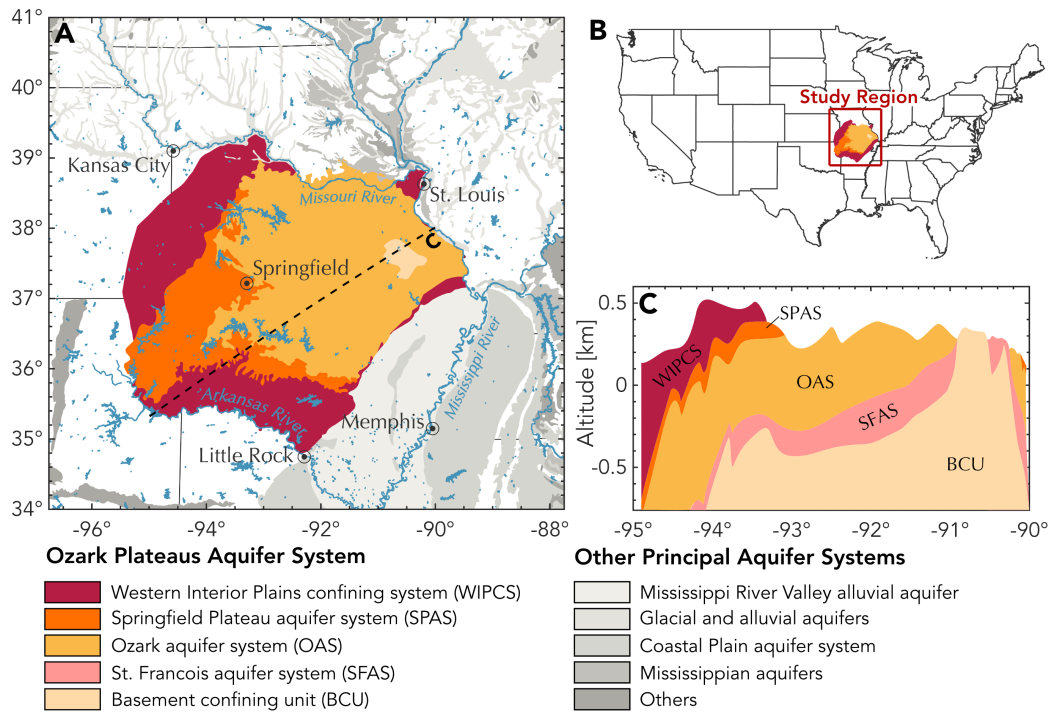 A
41°
40°
39°
38°
37°
36°
35°
34°
-96
-94
-92
-90
-88°
Kansas City
St. Louis
Missouri River
C
Springfield
Mississippi River
Arkansas River
Memphis
Little Rock
B
Study Region
C
Altitude [km]
0.5
0
-0.5
-95°
-94
-93
-92
-91
-90°
WIPCS
SPAS
OAS
SFAS
BCU
Ozark Plateaus Aquifer System
Western Interior Plains confining system (WIPCS)
Springfield Plateau aquifer system (SPAS)
Ozark aquifer system (OAS)
St. Francois aquifer system (SFAS)
Basement confining unit (BCU)
Other Principal Aquifer Systems
Mississippi River Valley alluvial aquifer
Glacial and alluvial aquifers
Coastal Plain aquifer system
Mississippian aquifers
Others